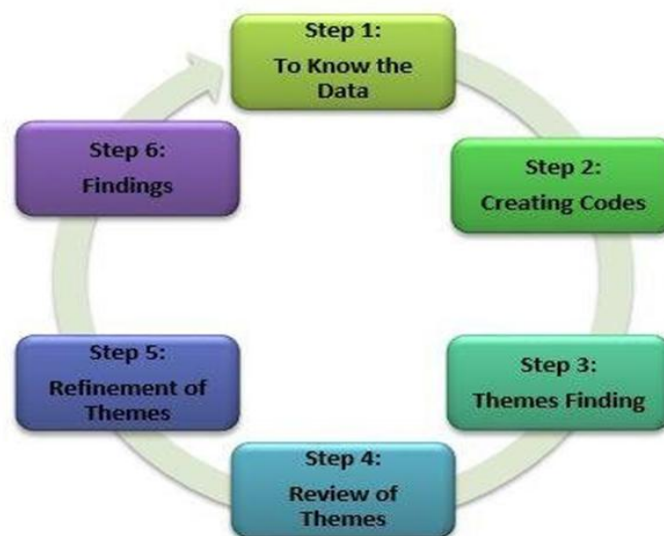 Step 1:
To Know the
Data
Step 2:
Creating Codes
Step 3:
Themes Finding
Step 4:
Review of
Themes
Step 5:
Refinement of
Themes
Step 6:
Findings